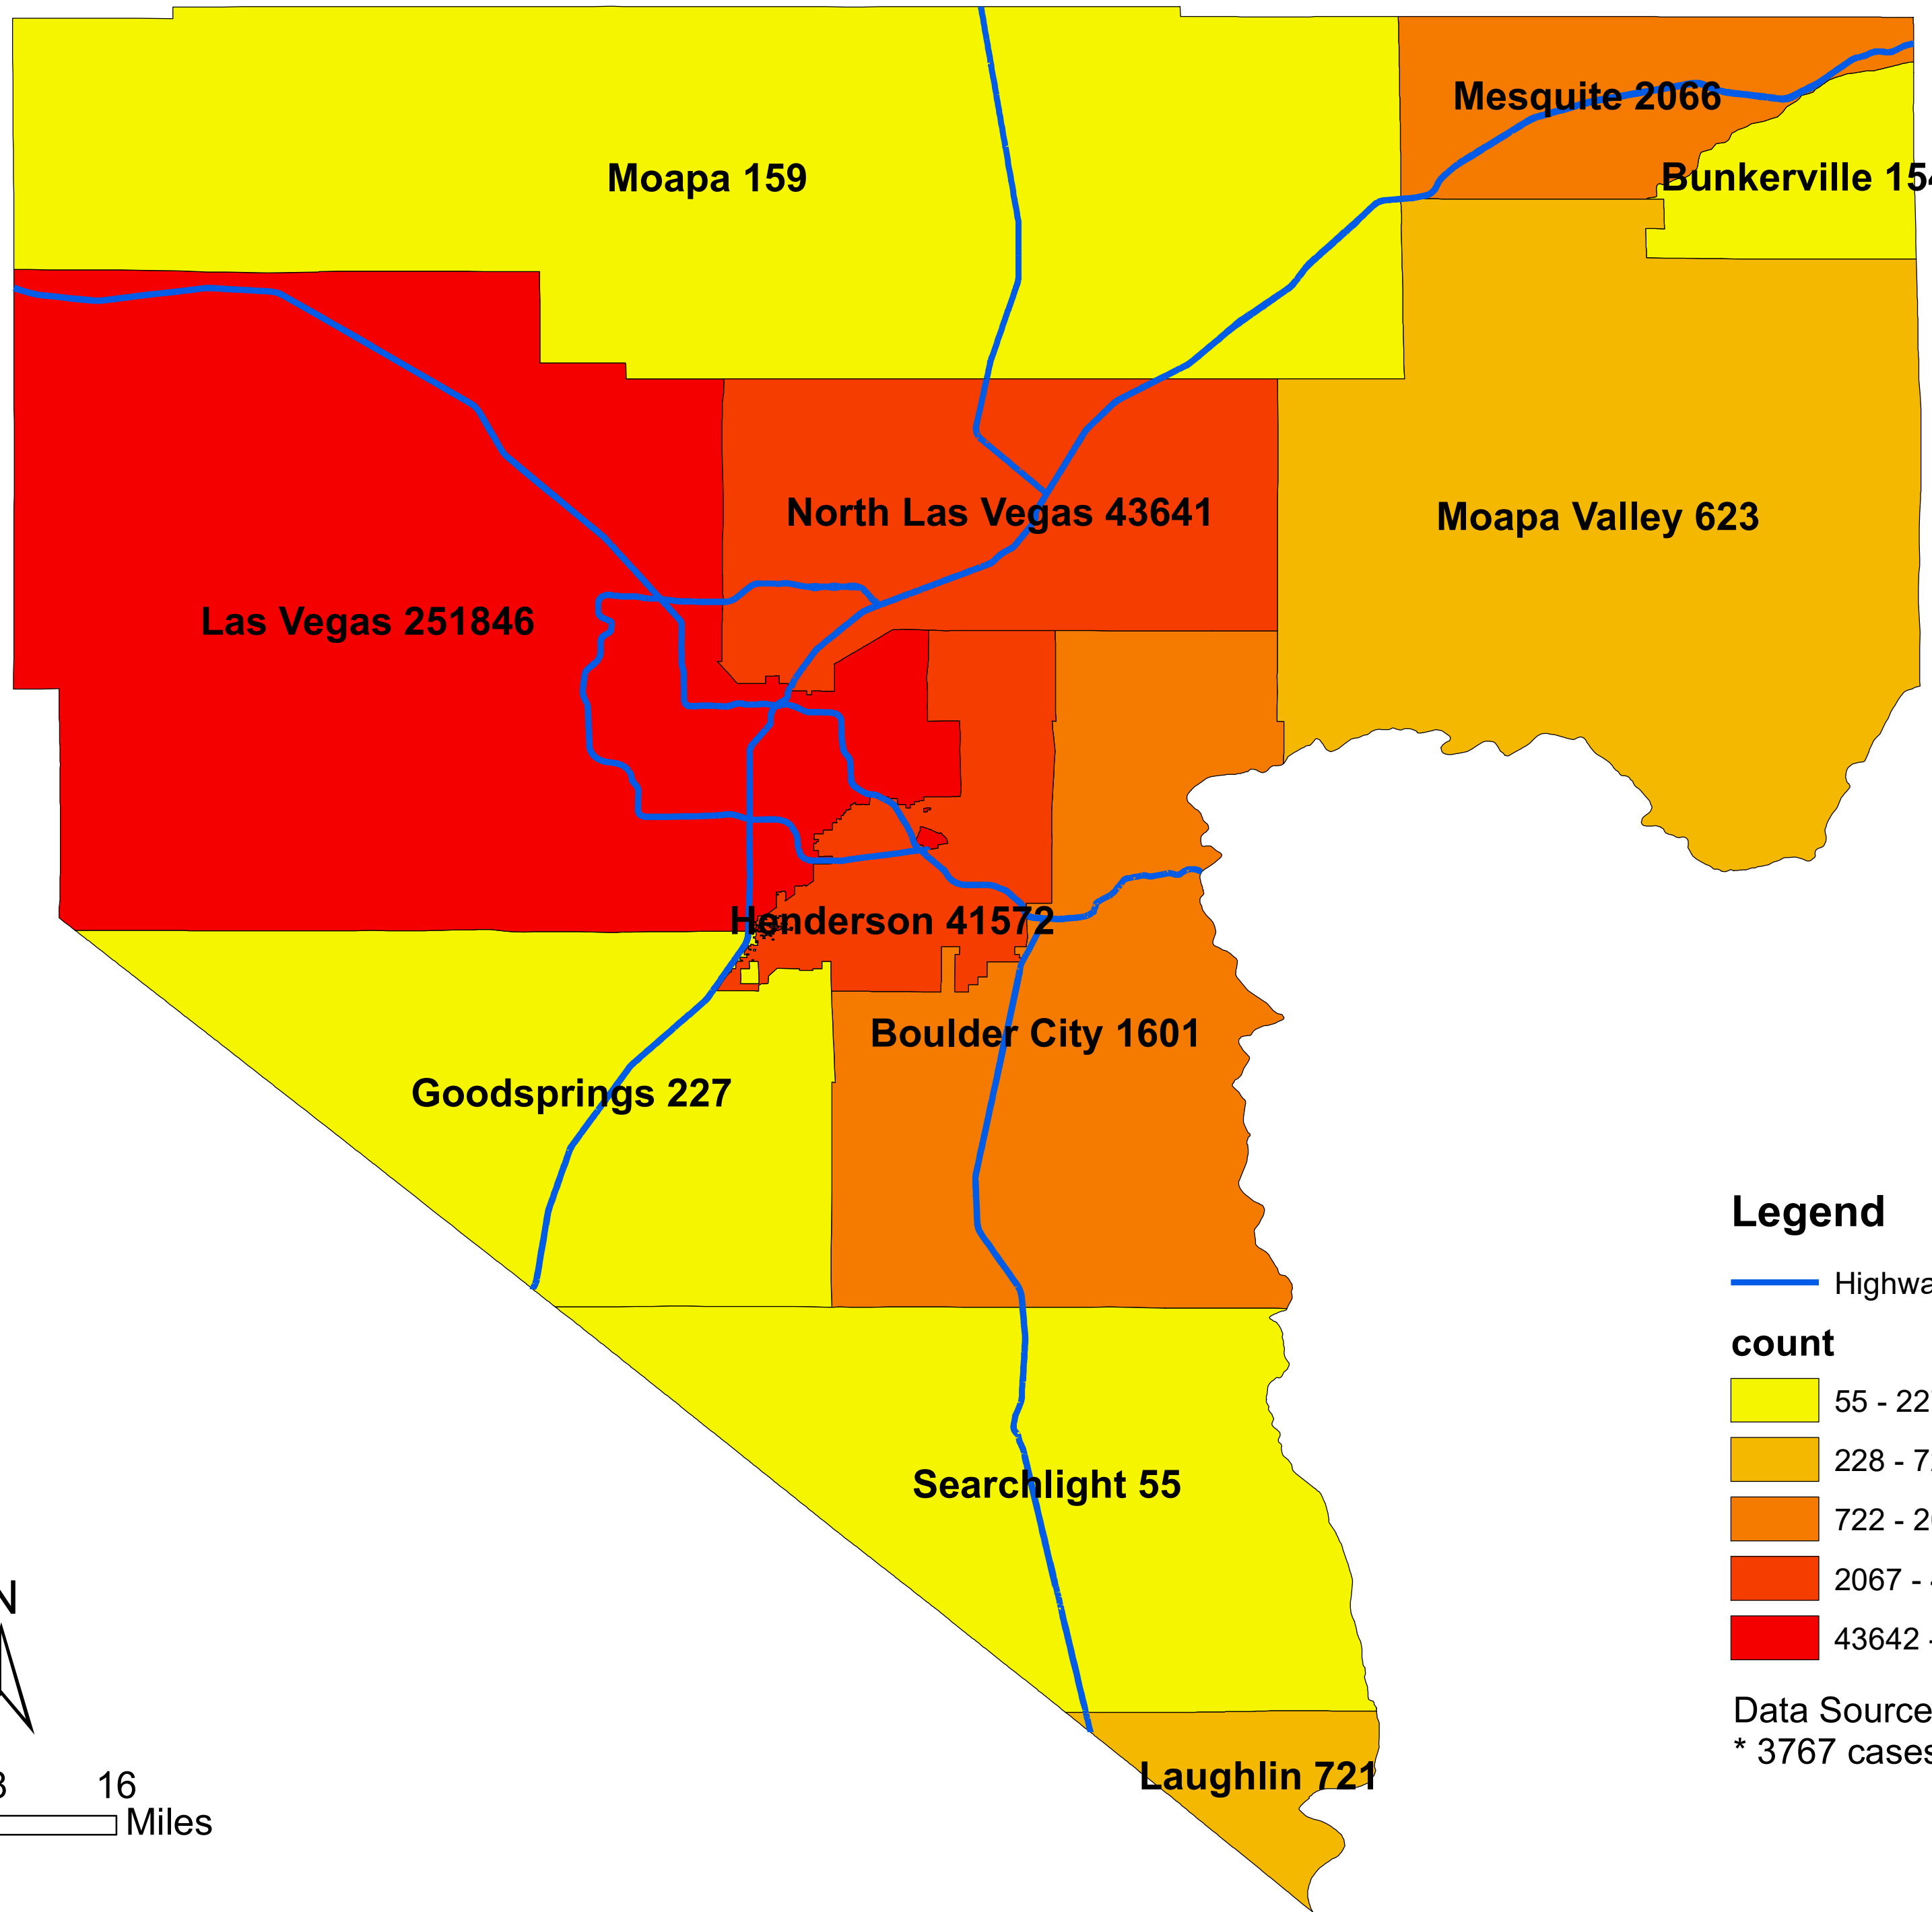 Mesquite 2066
Moapa 159
Bunkerville 154
North Las Vegas 43641
Moapa Valley 623
Las Vegas 251846
Henderson 41572
Boulder City 1601
Goodsprings 227
Searchlight 55
Laughlin 721
Legend
count
55 - 22
228 - 7
722 - 2
2067 -
43642 -
Data Source
* 3767 cases
N
16
Miles